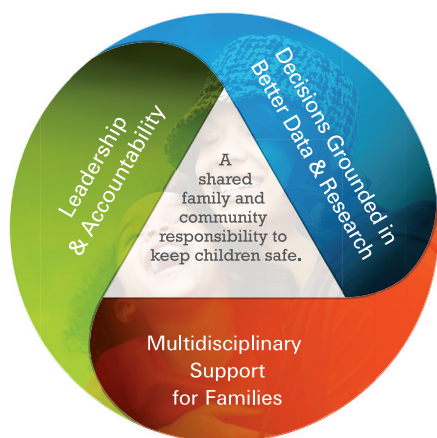 Leadership
& Accountability
Decisions Grounded in
Better Data & Research
A
shared
family and
community
responsibility to
keep children safe.
Multidisciplinary
Support
for Families